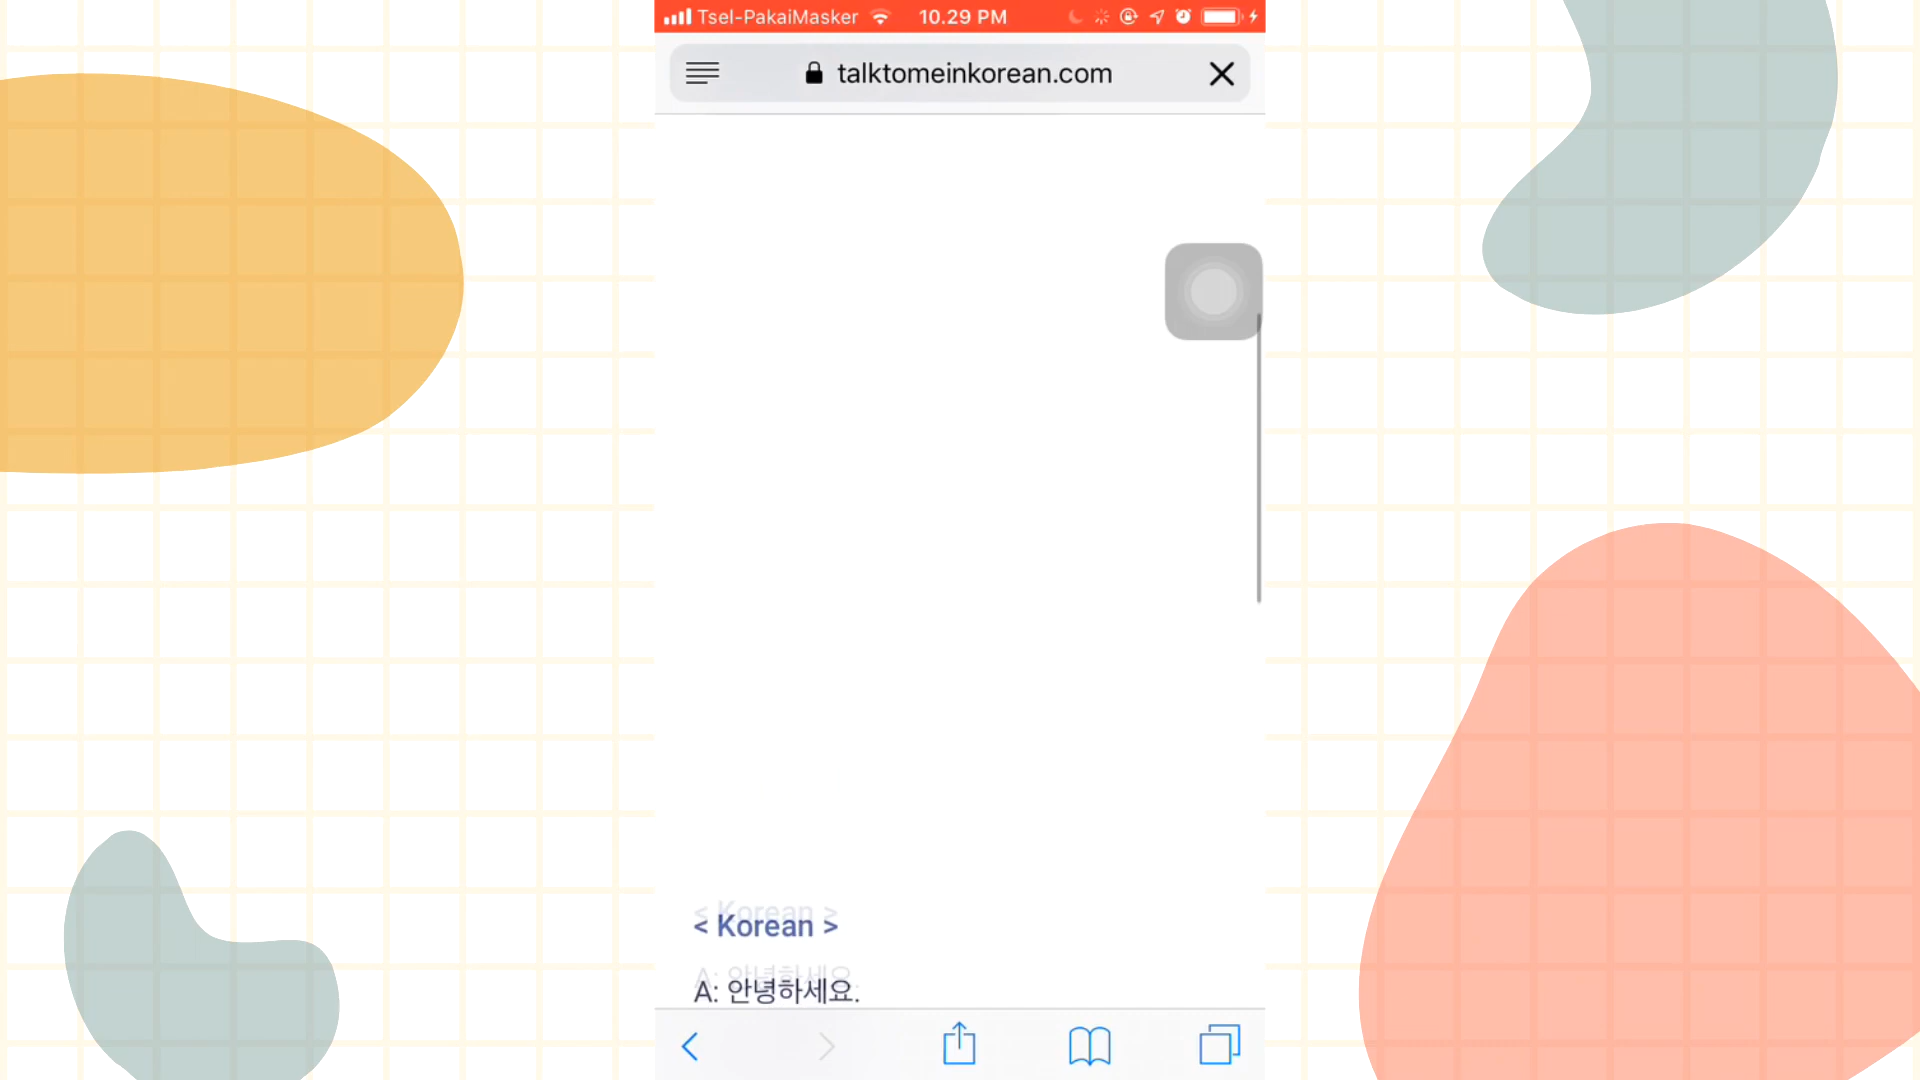 Tsel-PakaiMasker 10.29 PM
talktomeinkorean.com
< Korean >
A: 안녕하세요.